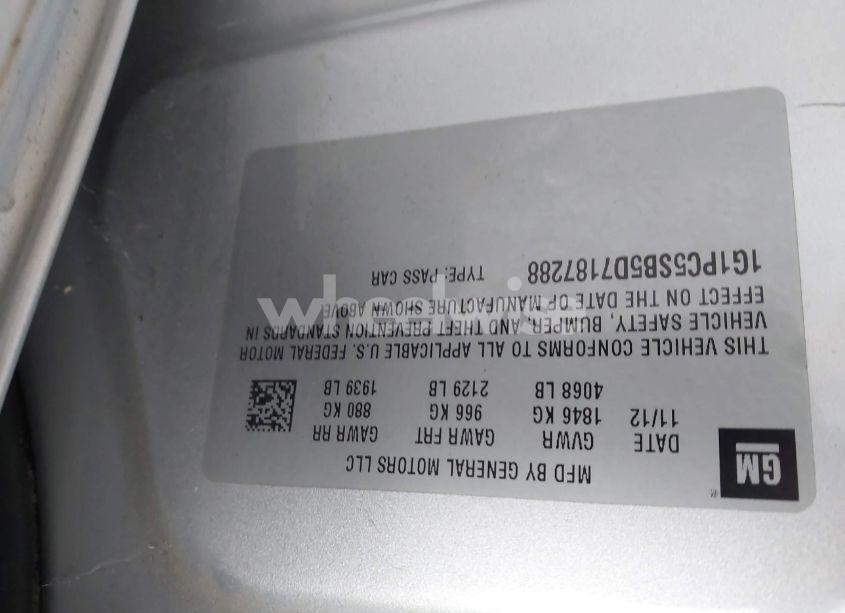 GM
MFD BY GENERAL MOTORS LLC
DATE GVWR GAWR FRT GAWR RR
11/12 1846 KG 966 KG 880 KG
4068 LB 2129 LB 1939 LB
THIS VEHICLE CONFORMS TO ALL APPLICABLE U.S. FEDERAL MOTOR
VEHICLE SAFETY, BUMPER, AND THEFT PREVENTION STANDARDS IN
EFFECT ON THE DATE OF MANUFACTURE SHOWN ABOVE
1G1PC5SB5D7187288 TYPE: PASS CAR